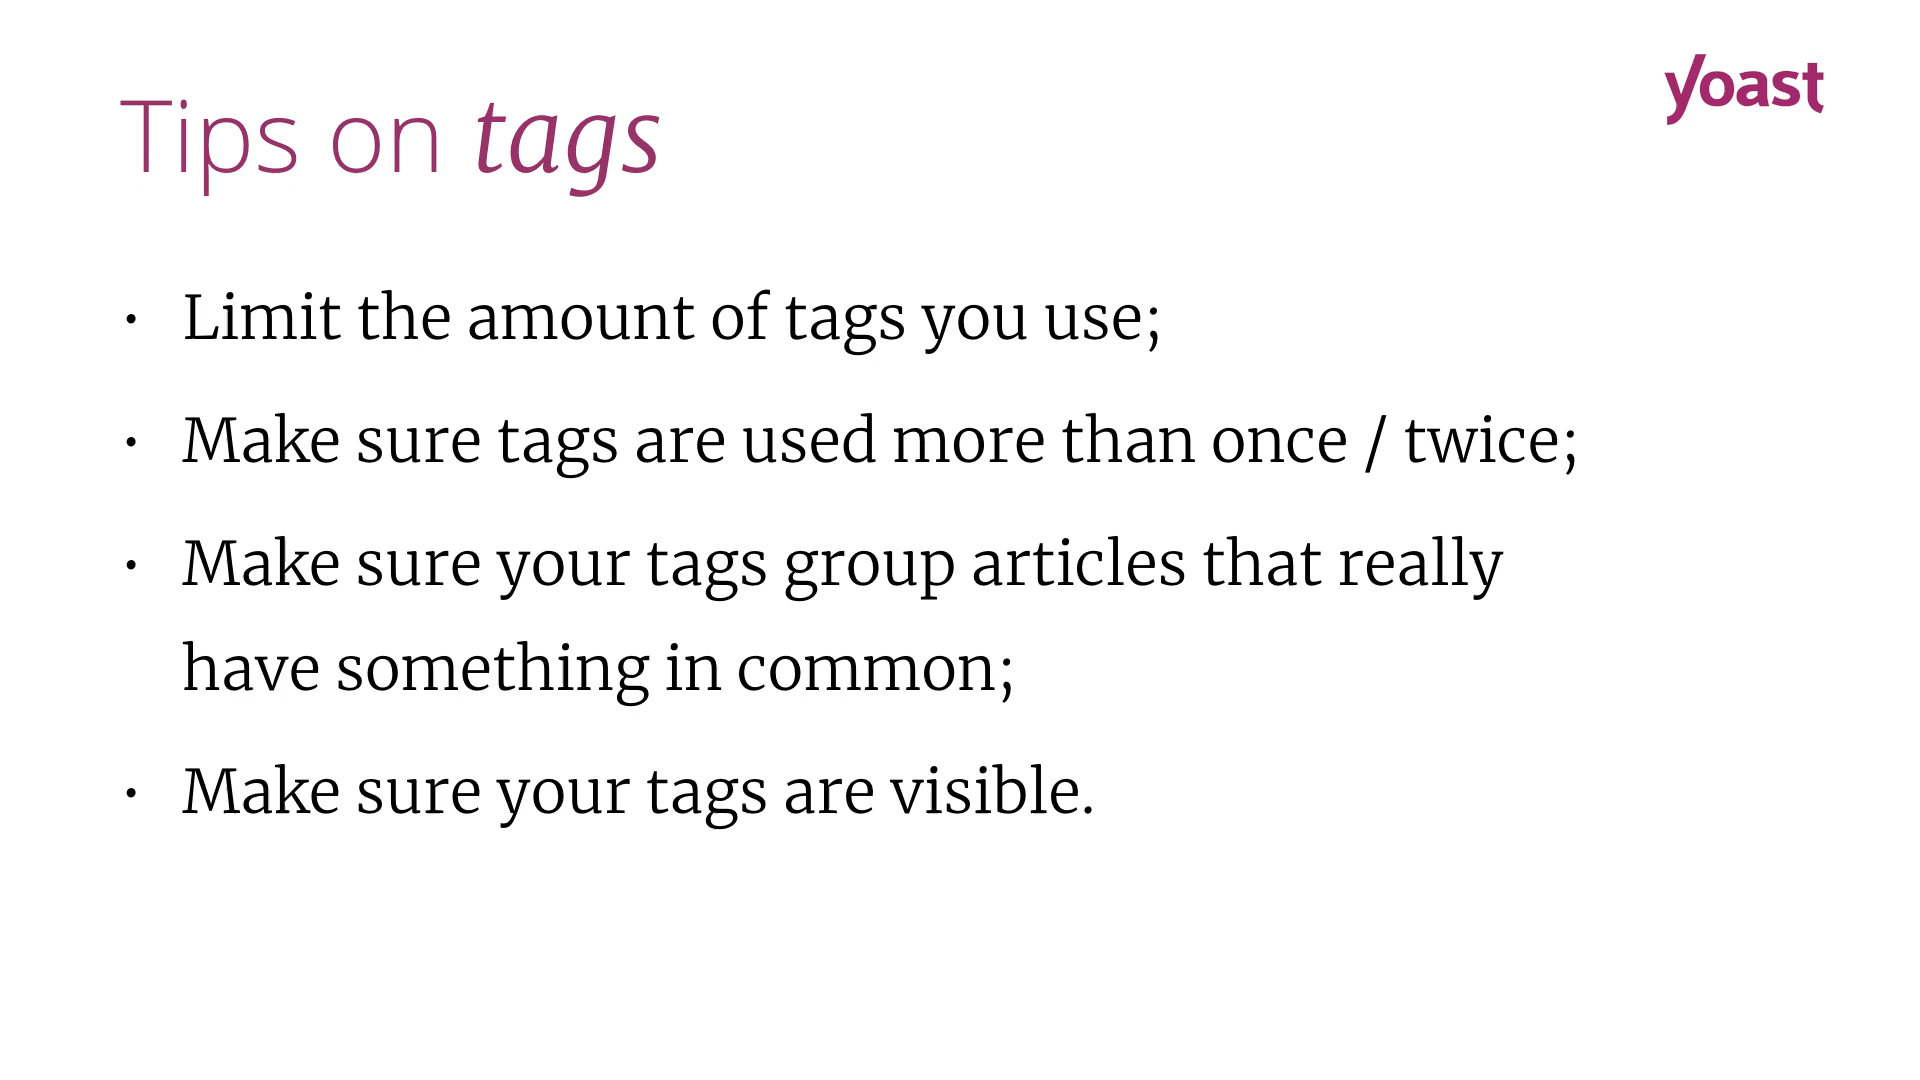 yoast
Tips on tags
• Limit the amount of tags you use;
• Make sure tags are used more than once / twice;
• Make sure your tags group articles that really
have something in common;
• Make sure your tags are visible.